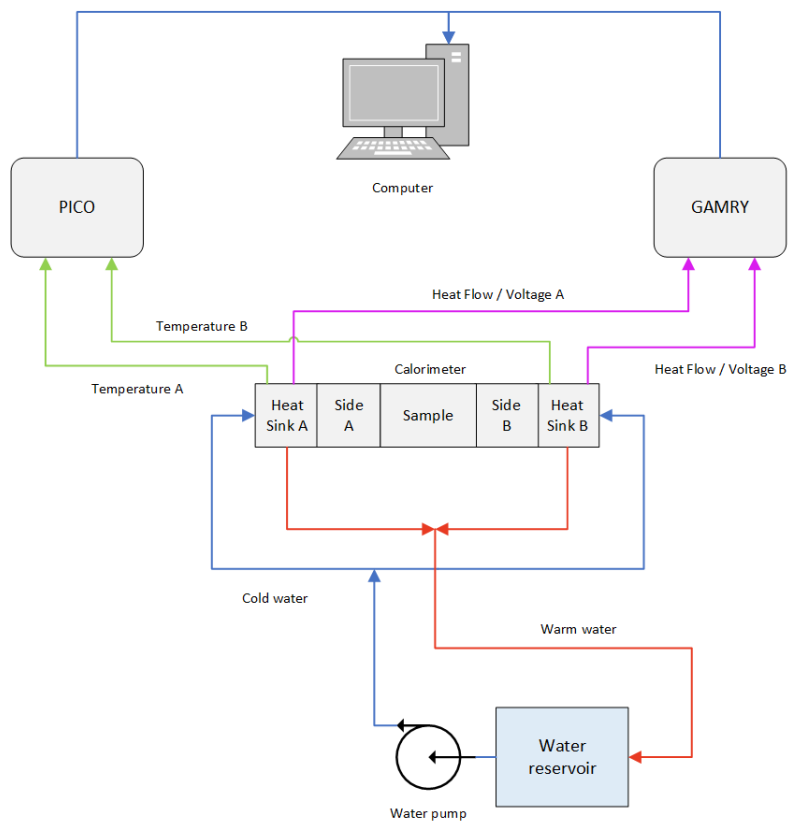 Computer
PICO
GAMRY
Heat Flow / Voltage A
Temperature B
Temperature A
Calorimeter
Heat Flow / Voltage B
Heat
Sink A
Side
A
Sample
Side
B
Heat
Sink B
Cold water
Warm water
Water
reservoir
Water pump